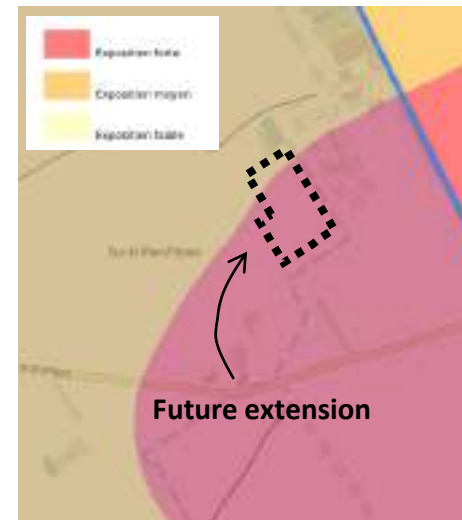 Exposition forte
Exposition moyen
Exposition faible
Future extension